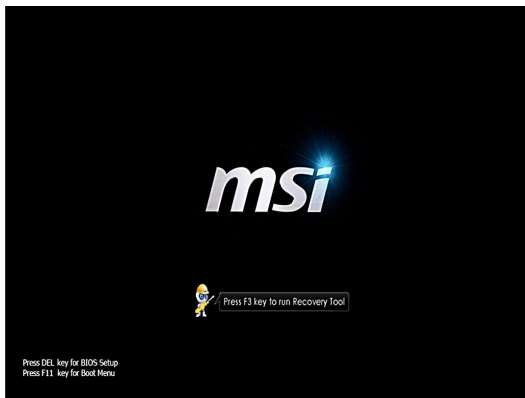 msi
Press F3 key to run Recovery Tool
Press DEL key for BIOS Setup
Press F11 key for Boot Menu